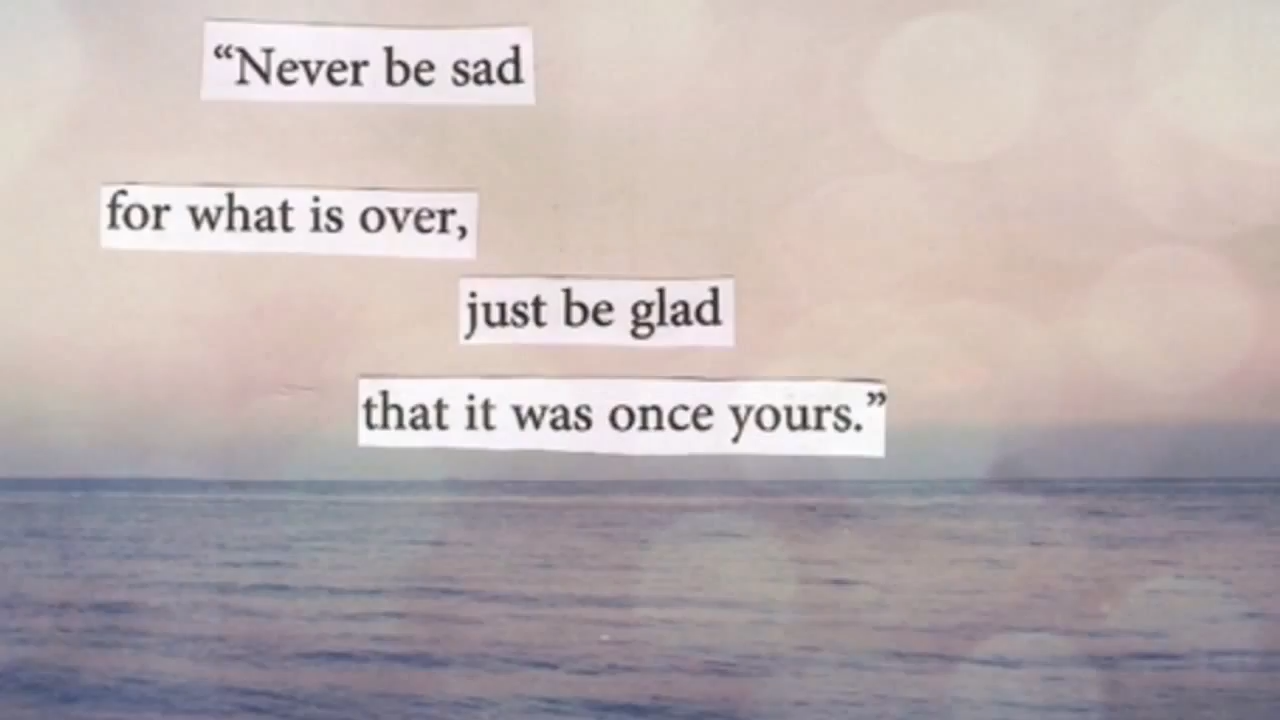 “Never be sad
for what is over,
just be glad
that it was once yours.”